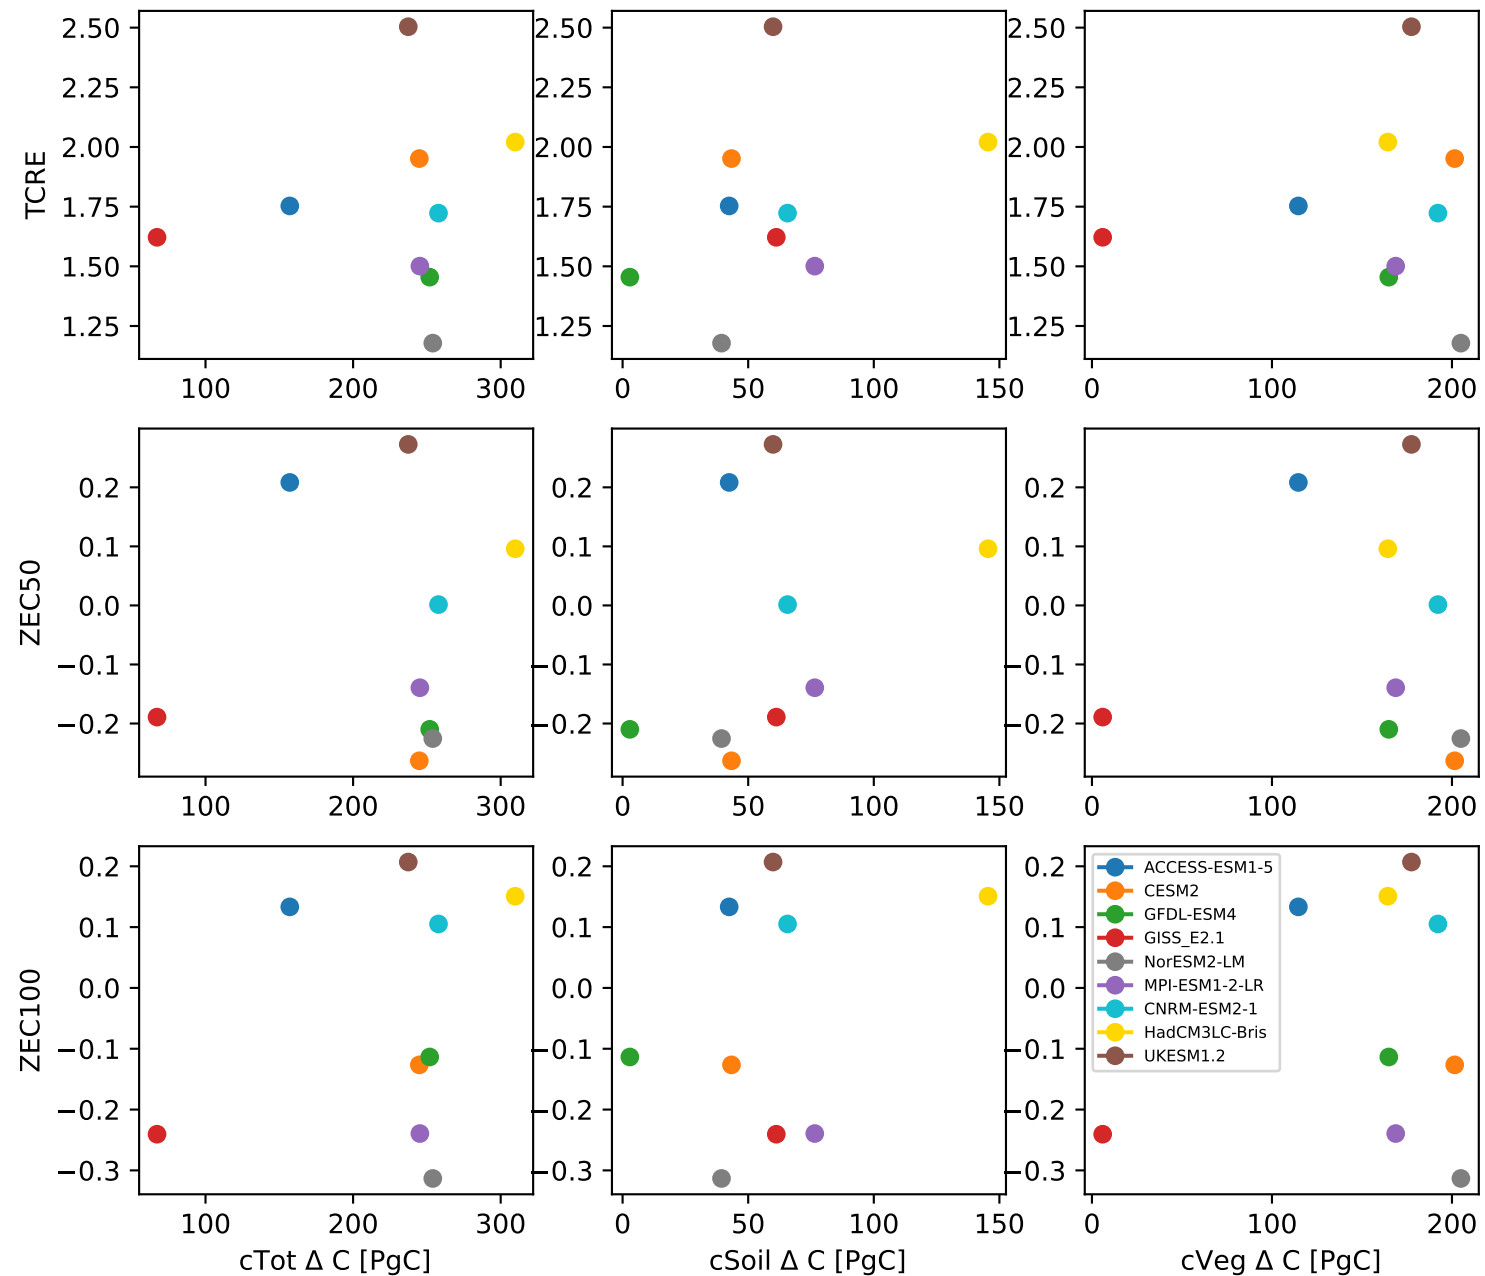 TCRE
2.50
2.25
2.00
1.75
1.50
1.25
100 200 300
2.50
2.25
2.00
1.75
1.50
1.25
0 50 100 150
2.50
2.25
2.00
1.75
1.50
1.25
0 100 200
ZEC50
0.2
0.1
0.0
−0.1
−0.2
100 200 300
0.2
0.1
0.0
−0.1
−0.2
0 50 100 150
0.2
0.1
0.0
−0.1
−0.2
0 100 200
ZEC100
0.2
0.1
0.0
−0.1
−0.2
−0.3
100 200 300
cTot Δ C [PgC]
0.2
0.1
0.0
−0.1
−0.2
−0.3
0 50 100 150
cSoil Δ C [PgC]
0.2
0.1
0.0
−0.1
−0.2
−0.3
ACCESS-ESM1-5
CESM2
GFDL-ESM4
GISS_E2.1
NorESM2-LM
MPI-ESM1-2-LR
CNRM-ESM2-1
HadCM3LC-Bris
UKESM1.2
0 100 200
cVeg Δ C [PgC]